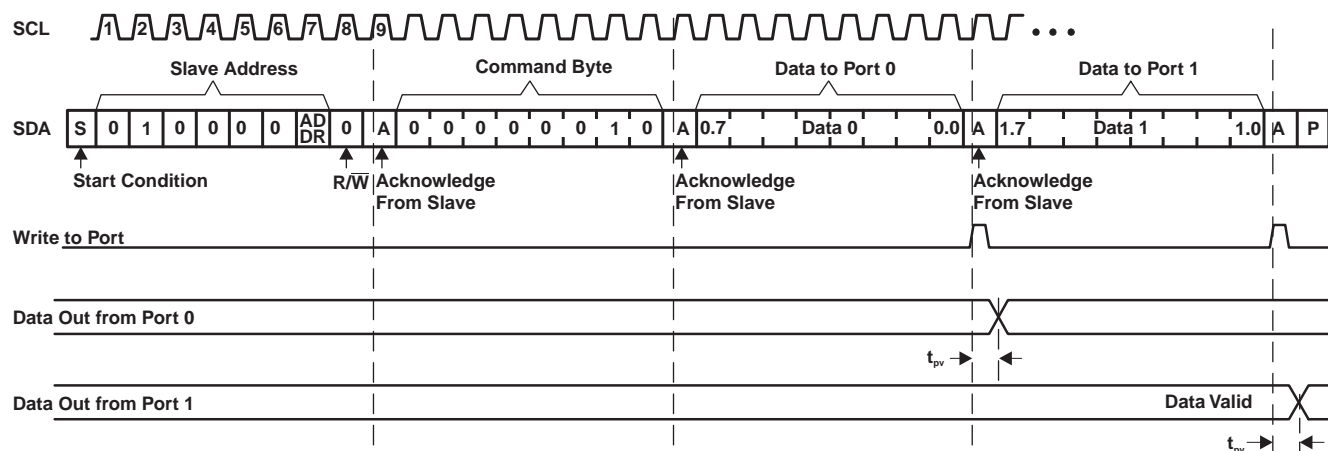 SCL 1 2 3 4 5 6 7 8 9 • • •
Slave Address Command Byte Data to Port 0 Data to Port 1
SDA S 0 1 0 0 0 0 AD DR 0 A 0 0 0 0 0 0 1 0 A 0.7 Data 0 0.0 A 1.7 Data 1 1.0 A P
Start Condition R/W̅ Acknowledge From Slave Acknowledge From Slave Acknowledge From Slave
Write to Port
Data Out from Port 0
tpv
Data Out from Port 1 Data Valid
tpv